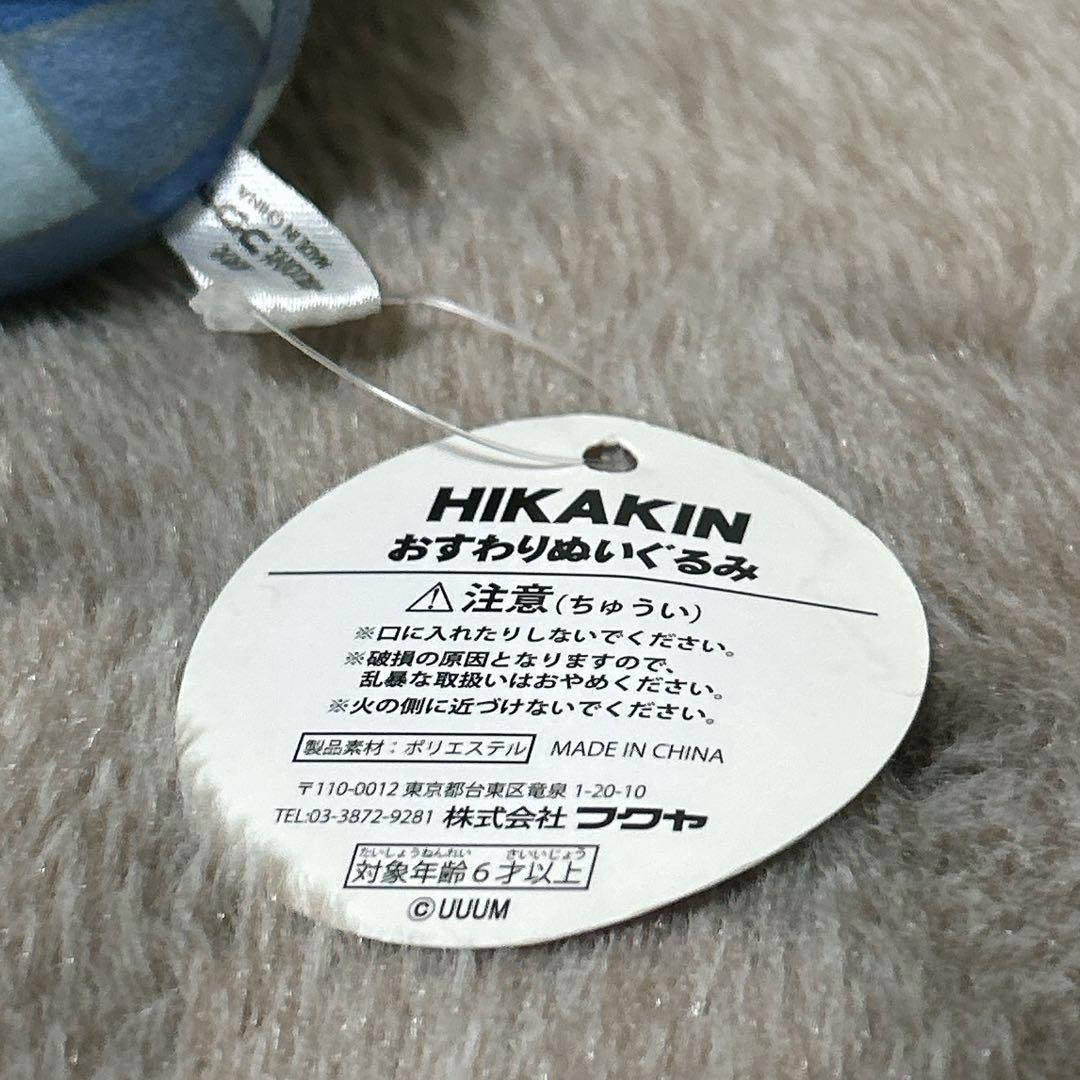 MADE IN CHINA
HIKAKIN
おすわりぬいぐるみ
⚠注意(ちゅうい)
※口に入れたりしないでください。
※破損の原因となりますので、
乱暴な取扱いはおやめください。
※火の側に近づけないでください。
製品素材:ポリエステル MADE IN CHINA
〒110-0012 東京都台東区竜泉 1-20-10
TEL:03-3872-9281 株式会社フクヤ
たいしょうねんれい さいいじょう
対象年齢6才以上
©UUUM